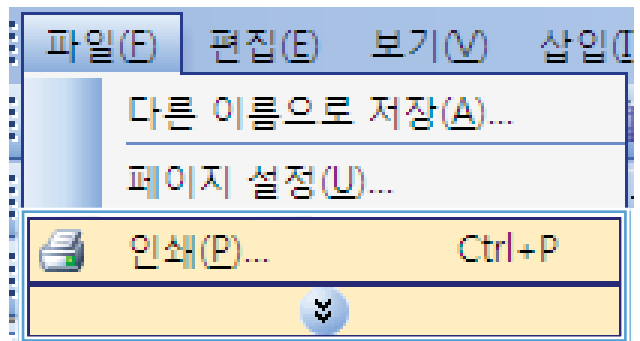 파일(F) 편집(E) 보기(V) 삽입(I
다른 이름으로 저장(A)...
페이지 설정(U)...
인쇄(P)... Ctrl+P